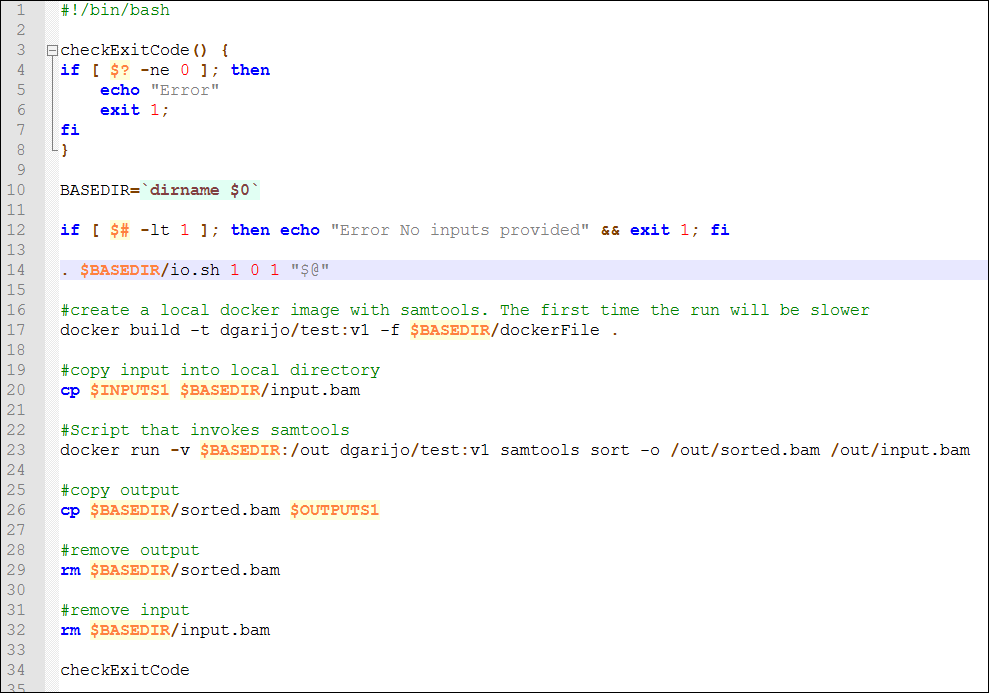 1 #!/bin/bash
2
3 checkExitCode() {
4 if [ $? -ne 0 ]; then
5     echo "Error"
6     exit 1;
7 fi
8 }
9
10 BASEDIR=`dirname $0`
11
12 if [ $# -lt 1 ]; then echo "Error No inputs provided" && exit 1; fi
13
14 . $BASEDIR/io.sh 1 0 1 "$@"
15
16 #create a local docker image with samtools. The first time the run will be slower
17 docker build -t dgarijo/test:v1 -f $BASEDIR/dockerFile .
18
19 #copy input into local directory
20 cp $INPUTS1 $BASEDIR/input.bam
21
22 #Script that invokes samtools
23 docker run -v $BASEDIR:/out dgarijo/test:v1 samtools sort -o /out/sorted.bam /out/input.bam
24
25 #copy output
26 cp $BASEDIR/sorted.bam $OUTPUTS1
27
28 #remove output
29 rm $BASEDIR/sorted.bam
30
31 #remove input
32 rm $BASEDIR/input.bam
33
34 checkExitCode
35